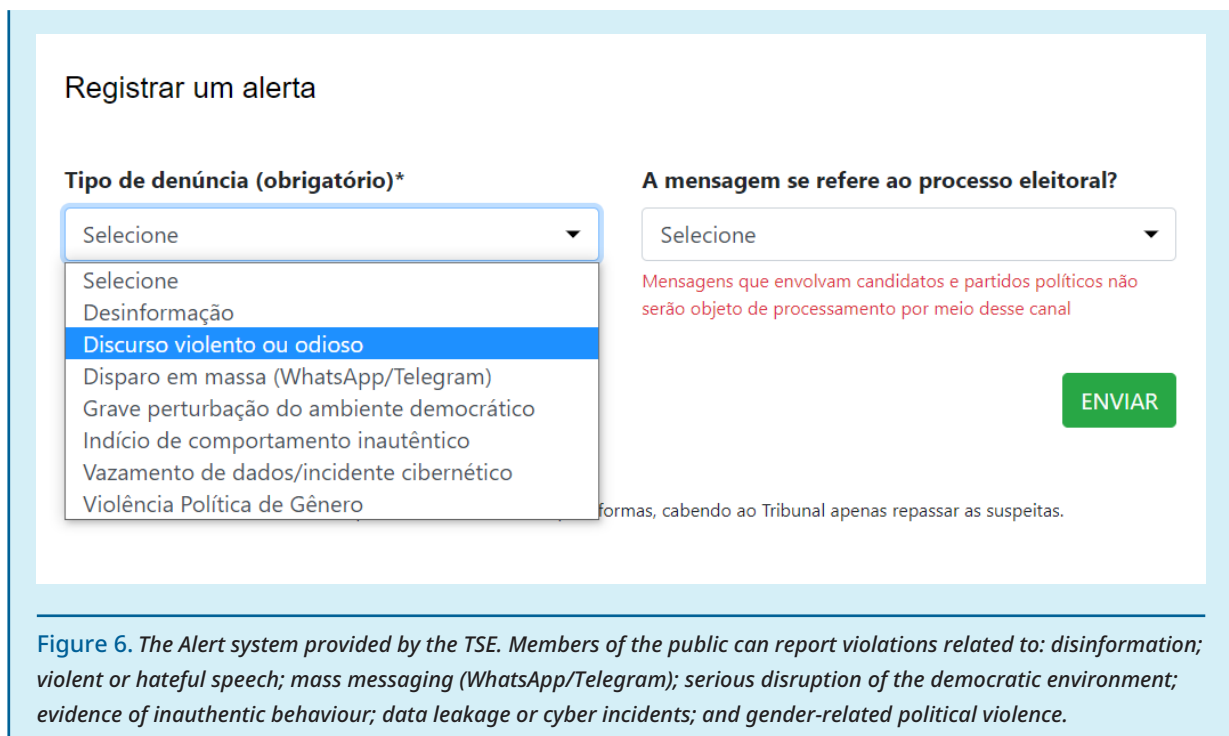 Registrar um alerta
Tipo de denúncia (obrigatório)*
Selecione
Selecione
Desinformação
Discurso violento ou odioso
Disparo em massa (WhatsApp/Telegram)
Grave perturbação do ambiente democrático
Indício de comportamento inautêntico
Vazamento de dados/incidente cibernético
Violência Política de Gênero
A mensagem se refere ao processo eleitoral?
Selecione
Mensagens que envolvam candidatos e partidos políticos não
serão objeto de processamento por meio desse canal
ENVIAR
formas, cabendo ao Tribunal apenas repassar as suspeitas.
Figure 6. The Alert system provided by the TSE. Members of the public can report violations related to: disinformation;
violent or hateful speech; mass messaging (WhatsApp/Telegram); serious disruption of the democratic environment;
evidence of inauthentic behaviour; data leakage or cyber incidents; and gender-related political violence.